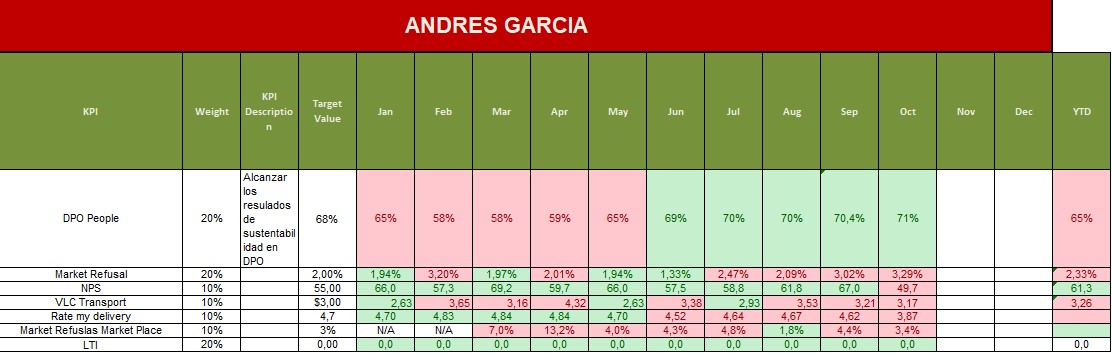 ANDRES GARCIA
KPI Weight KPI Descriptio n Target Value Jan Feb Mar Apr May Jun Jul Aug Sep Oct Nov Dec YTD
DPO People 20% Alcanzar los resulados de sustentabil idad en DPO 68% 65% 58% 58% 59% 65% 69% 70% 70% 70,4% 71% 65%
Market Refusal 20% 2,00% 1,94% 3,20% 1,97% 2,01% 1,94% 1,33% 2,47% 2,09% 3,02% 3,29% 2,33%
NPS 10% 55,00 66,0 57,3 69,2 59,7 66,0 57,5 58,8 61,8 67,0 49,7 61,3
VLC Transport 10% $3,00 2,63 3,65 3,16 4,32 2,63 3,38 2,93 3,53 3,21 3,17 3,26
Rate my delivery 10% 4,7 4,70 4,83 4,84 4,84 4,70 4,52 4,64 4,67 4,62 3,87
Market Refuslas Market Place 10% 3% N/A N/A 7,0% 13,2% 4,0% 4,3% 4,8% 1,8% 4,4% 3,4%
LTI 20% 0,00 0,0 0,0 0,0 0,0 0,0 0,0 0,0 0,0 0,0 0,0 0,0